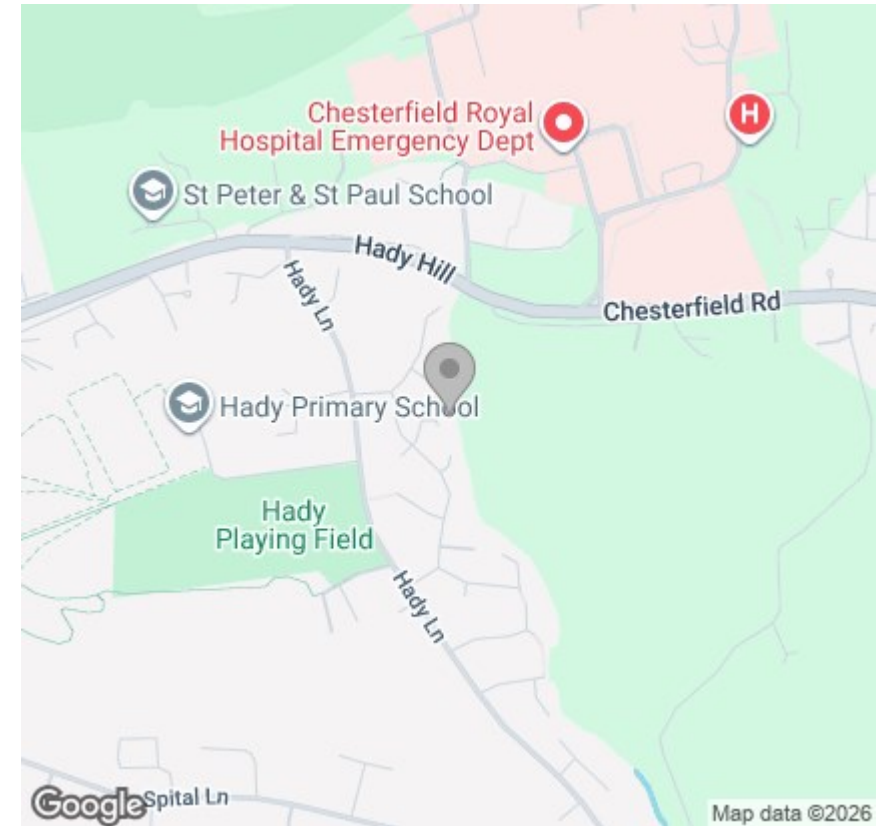 Chesterfield Royal
Hospital Emergency Dept
H
St Peter & St Paul School
Hady Hill
Hady Ln
Chesterfield Rd
Hady Primary School
Hady
Playing Field
Hady Ln
Spital Ln
Google
Map data ©2026